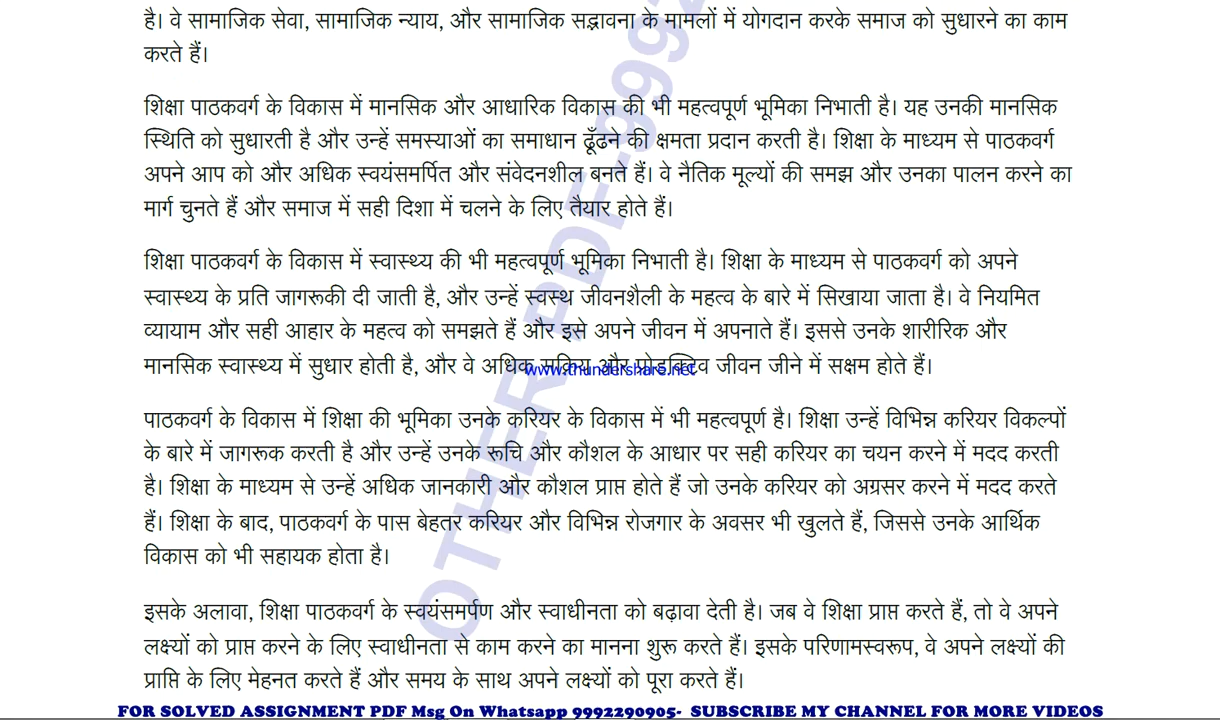 है। वे सामाजिक सेवा, सामाजिक न्याय, और सामाजिक सद्भावना के मामलों में योगदान करके समाज को सुधारने का काम
करते हैं।
शिक्षा पाठकवर्ग के विकास में मानसिक और आधारिक विकास की भी महत्वपूर्ण भूमिका निभाती है। यह उनकी मानसिक
स्थिति को सुधारती है और उन्हें समस्याओं का समाधान ढूँढने की क्षमता प्रदान करती है। शिक्षा के माध्यम से पाठकवर्ग
अपने आप को और अधिक स्वयंसमर्पित और संवेदनशील बनते हैं। वे नैतिक मूल्यों की समझ और उनका पालन करने का
मार्ग चुनते हैं और समाज में सही दिशा में चलने के लिए तैयार होते हैं।
शिक्षा पाठकवर्ग के विकास में स्वास्थ्य की भी महत्वपूर्ण भूमिका निभाती है। शिक्षा के माध्यम से पाठकवर्ग को अपने
स्वास्थ्य के प्रति जागरूकी दी जाती है, और उन्हें स्वस्थ जीवनशैली के महत्व के बारे में सिखाया जाता है। वे नियमित
व्यायाम और सही आहार के महत्व को समझते हैं और इसे अपने जीवन में अपनाते हैं। इससे उनके शारीरिक और
मानसिक स्वास्थ्य में सुधार होती है, और वे अधिक सक्रिय और प्रोडक्टिव जीवन जीने में सक्षम होते हैं।
www.thundershare.net
पाठकवर्ग के विकास में शिक्षा की भूमिका उनके करियर के विकास में भी महत्वपूर्ण है। शिक्षा उन्हें विभिन्न करियर विकल्पों
के बारे में जागरूक करती है और उन्हें उनके रूचि और कौशल के आधार पर सही करियर का चयन करने में मदद करती
है। शिक्षा के माध्यम से उन्हें अधिक जानकारी और कौशल प्राप्त होते हैं जो उनके करियर को अग्रसर करने में मदद करते
हैं। शिक्षा के बाद, पाठकवर्ग के पास बेहतर करियर और विभिन्न रोजगार के अवसर भी खुलते हैं, जिससे उनके आर्थिक
विकास को भी सहायक होता है।
इसके अलावा, शिक्षा पाठकवर्ग के स्वयंसमर्पण और स्वाधीनता को बढ़ावा देती है। जब वे शिक्षा प्राप्त करते हैं, तो वे अपने
लक्ष्यों को प्राप्त करने के लिए स्वाधीनता से काम करने का मानना शुरू करते हैं। इसके परिणामस्वरूप, वे अपने लक्ष्यों की
प्राप्ति के लिए मेहनत करते हैं और समय के साथ अपने लक्ष्यों को पूरा करते हैं।
OTHER PDF-9992
FOR SOLVED ASSIGNMENT PDF Msg On Whatsapp 9992290905- SUBSCRIBE MY CHANNEL FOR MORE VIDEOS